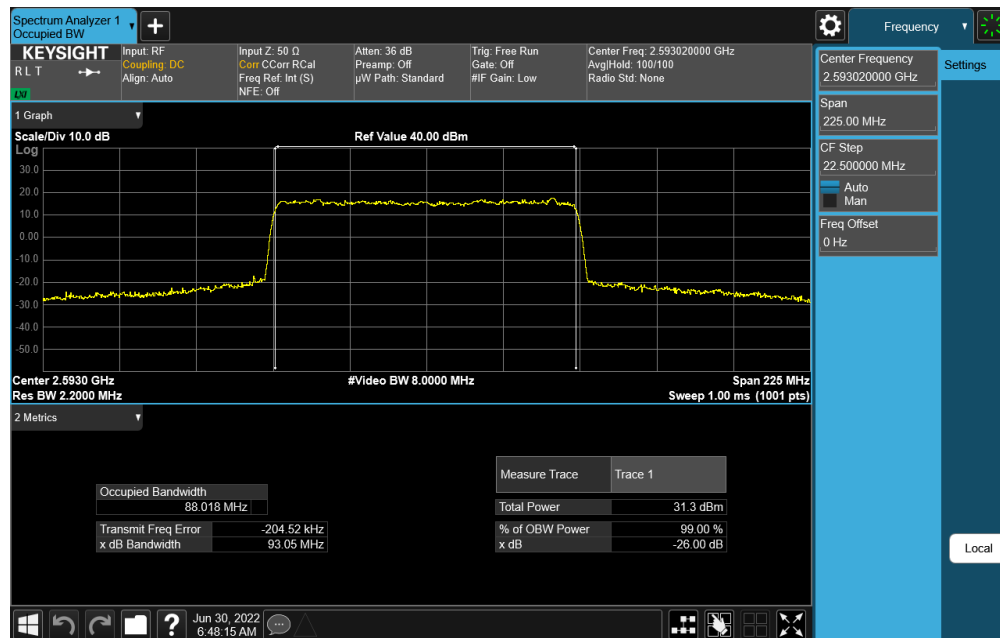 Spectrum Analyzer 1
Occupied BW
+
Frequency
KEYSIGHT
R L T
LXI
Input: RF
Coupling: DC
Align: Auto
Input Z: 50 Ω
Corr CCorr RCal
Freq Ref: Int (S)
NFE: Off
Atten: 36 dB
Preamp: Off
µW Path: Standard
Trig: Free Run
Gate: Off
#IF Gain: Low
Center Freq: 2.593020000 GHz
Avg|Hold: 100/100
Radio Std: None
Center Frequency
2.593020000 GHz
Settings
Span
225.00 MHz
CF Step
22.500000 MHz
Auto
Man
Freq Offset
0 Hz
Local
1 Graph
Scale/Div 10.0 dB
Ref Value 40.00 dBm
Log
30.0
20.0
10.0
0.00
-10.0
-20.0
-30.0
-40.0
-50.0
Center 2.5930 GHz
#Video BW 8.0000 MHz
Span 225 MHz
Res BW 2.2000 MHz
Sweep 1.00 ms (1001 pts)
2 Metrics
Occupied Bandwidth
88.018 MHz
Transmit Freq Error -204.52 kHz
x dB Bandwidth 93.05 MHz
Measure Trace Trace 1
Total Power 31.3 dBm
% of OBW Power 99.00 %
x dB -26.00 dB
?
Jun 30, 2022
6:48:15 AM